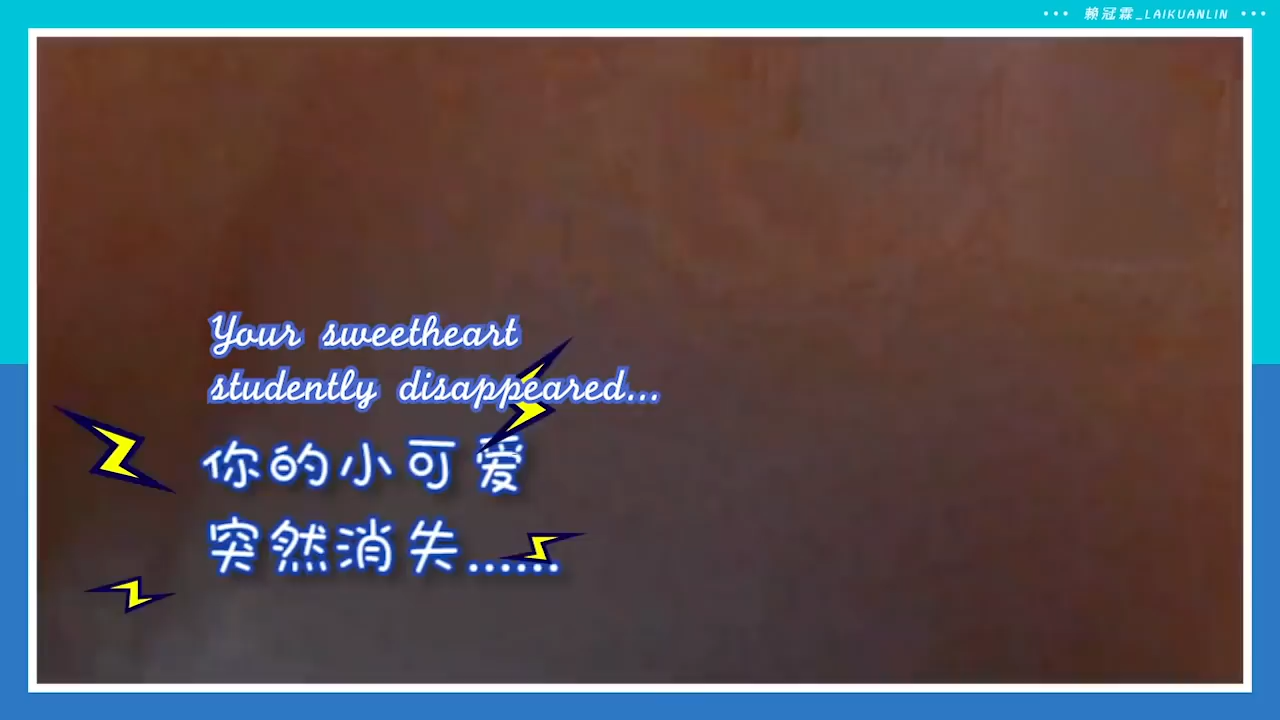 ••• 赖冠霖_LAIKUANLIN •••
Your sweetheart
studently disappeared...
你的小可爱
突然消失......